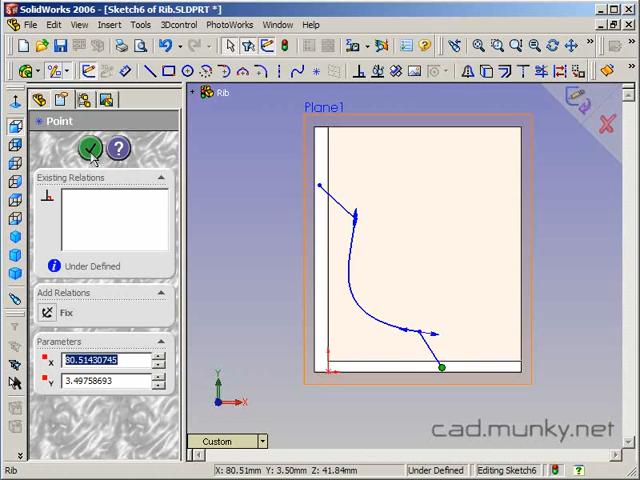 SolidWorks 2006 - [Sketch6 of Rib.SLDPRT *]
File Edit View Insert Tools 3Dcontrol PhotoWorks Window Help
Rib
Point
Plane1
Existing Relations
Under Defined
Add Relations
Fix
Parameters
X 80.51430745
Y 3.49758693
Y
X
Custom
cad.munky.net
Rib X: 80.51mm Y: 3.50mm Z: 41.84mm Under Defined Editing Sketch6